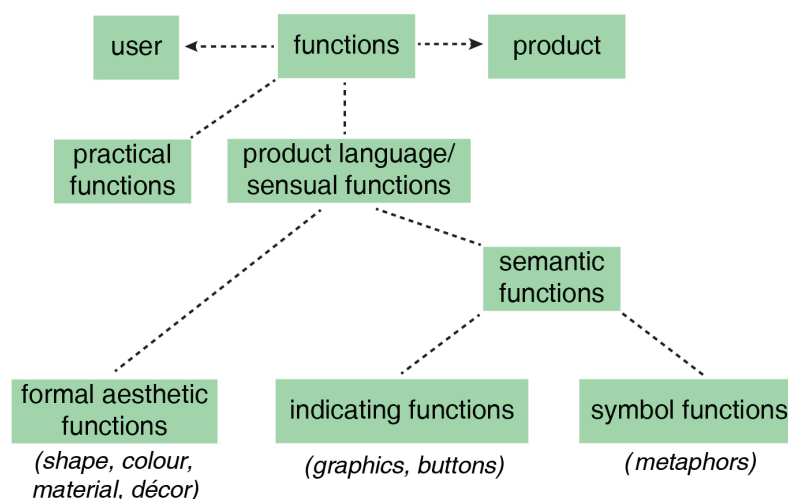 user
functions
product
practical
functions
product language/
sensual functions
semantic
functions
formal aesthetic
functions
indicating functions
symbol functions
(shape, colour,
material, décor)
(graphics, buttons)
(metaphors)